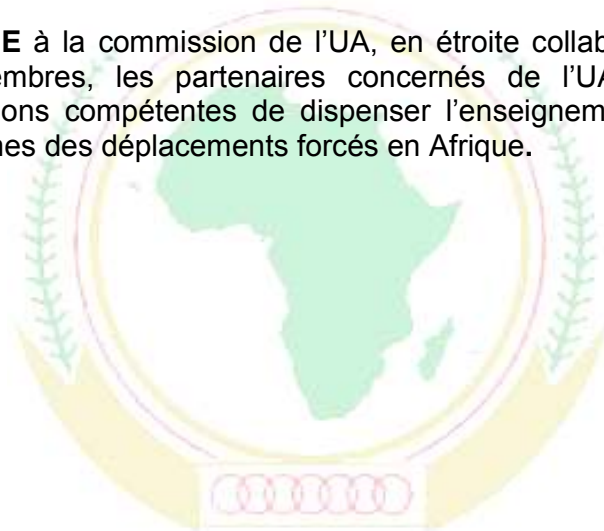 E à la commission de l’UA, en étroite collab
mbres, les partenaires concernés de l’UA
ons compétentes de dispenser l’enseignem
nes des déplacements forcés en Afrique.